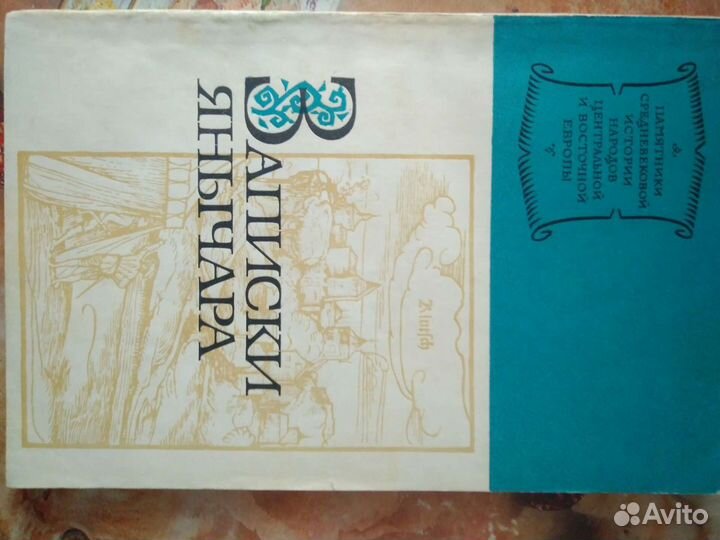 ПАМЯТНИКИ
СРЕДНЕВЕКОВОЙ
ИСТОРИИ
НАРОДОВ
ЦЕНТРАЛЬНОЙ
И ВОСТОЧНОЙ
ЕВРОПЫ
ЗАПИСКИ
ЯНЫЧАРА
Avito